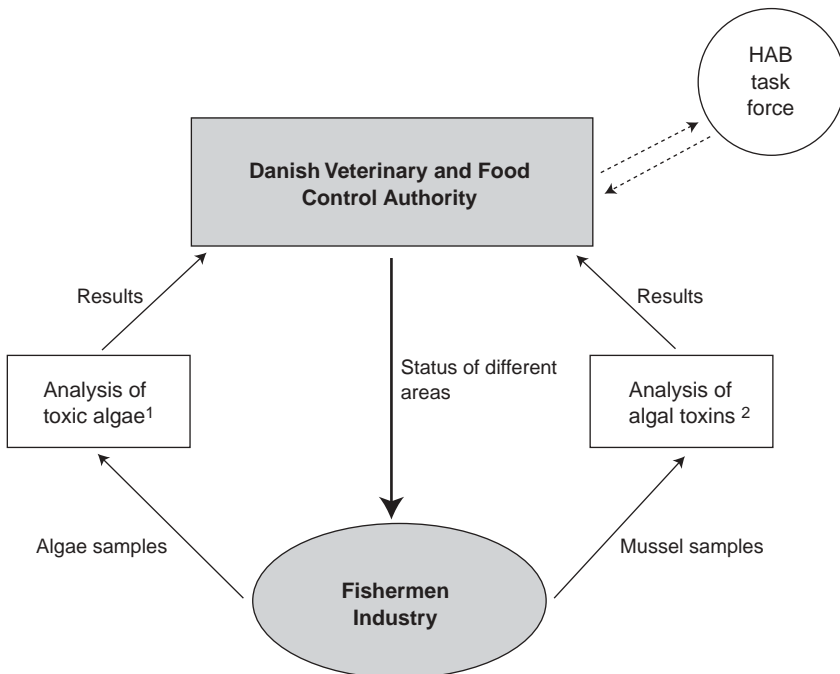 HAB
task
force
Danish Veterinary and Food
Control Authority
Results
Results
Status of different
areas
Analysis of
toxic algae¹
Analysis of
algal toxins ²
Algae samples
Mussel samples
Fishermen
Industry